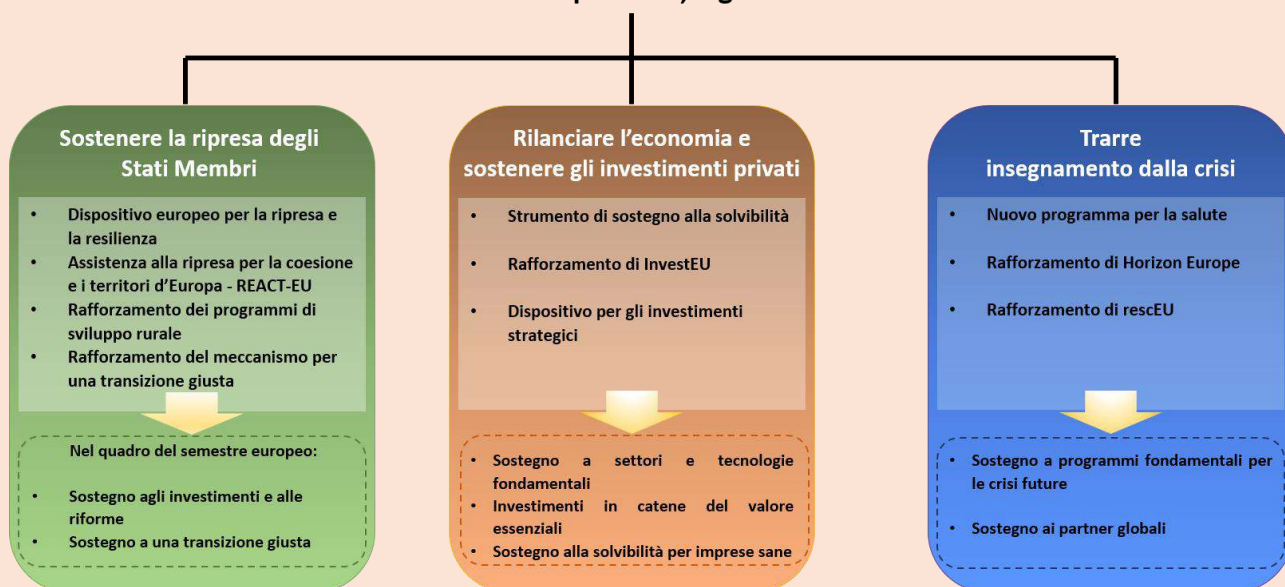 Sostenere la ripresa degli
Stati Membri
• Dispositivo europeo per la ripresa e
la resilienza
• Assistenza alla ripresa per la coesione
e i territori d'Europa - REACT-EU
• Rafforzamento dei programmi di
sviluppo rurale
• Rafforzamento del meccanismo per
una transizione giusta
Nel quadro del semestre europeo:
• Sostegno agli investimenti e alle
riforme
• Sostegno a una transizione giusta
Rilanciare l'economia e
sostenere gli investimenti privati
• Strumento di sostegno alla solvibilità
• Rafforzamento di InvestEU
• Dispositivo per gli investimenti
strategici
• Sostegno a settori e tecnologie
fondamentali
• Investimenti in catene del valore
essenziali
• Sostegno alla solvibilità per imprese sane
Trarre
insegnamento dalla crisi
• Nuovo programma per la salute
• Rafforzamento di Horizon Europe
• Rafforzamento di rescEU
• Sostegno a programmi fondamentali per
le crisi future
• Sostegno ai partner globali